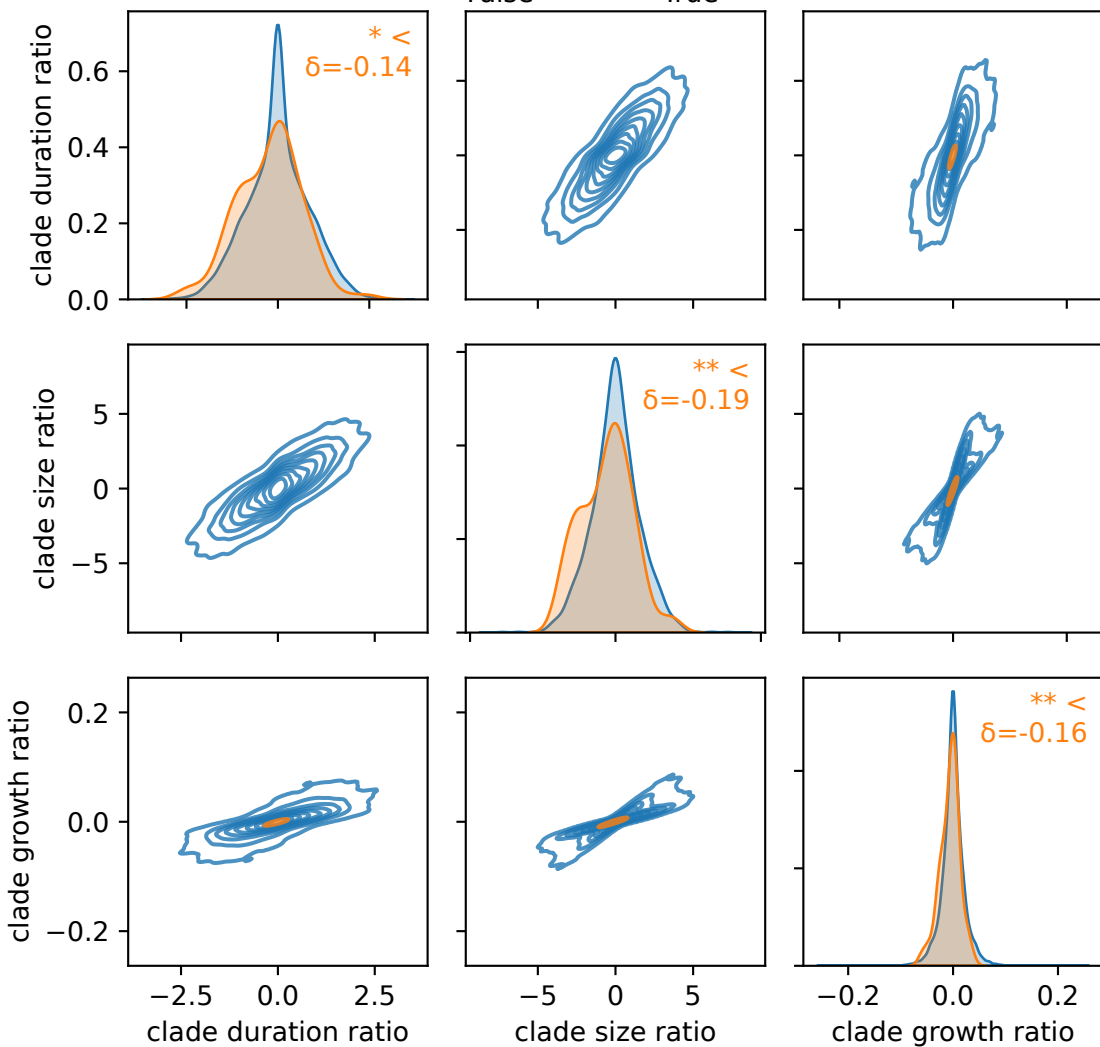 clade duration ratio
0.6
0.4
0.2
0.0
* <
δ=-0.14
clade size ratio
5
0
−5
** <
δ=-0.19
clade growth ratio
0.2
0.0
−0.2
** <
δ=-0.16
−2.5 0.0 2.5
−5 0 5
−0.2 0.0 0.2
clade duration ratio
clade size ratio
clade growth ratio